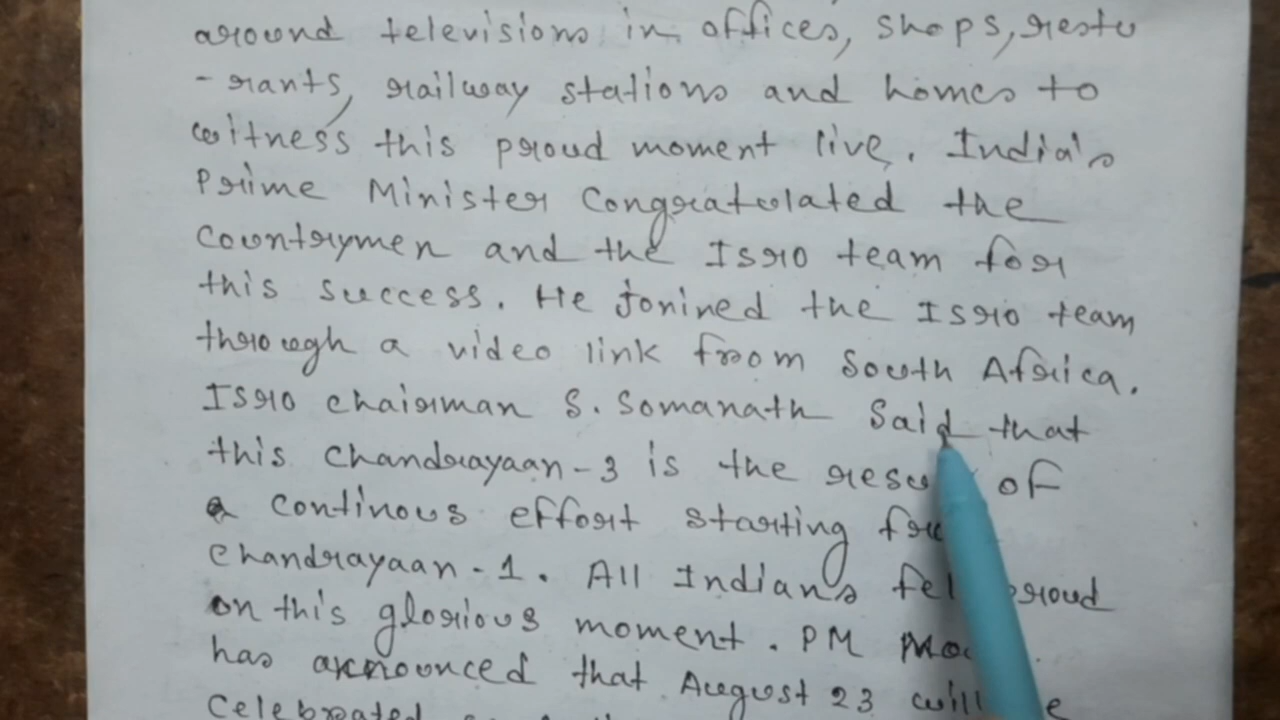 around televisions in offices, shops, restu
-rants, railway stations and homes to
witness this proud moment live. India's
Prime Minister Congratulated the
Countrymen and the Isro team for
this success. He jonined the Isro team
through a video link from South Africa.
Isro chairman S. Somanath Said that
this Chandrayaan-3 is the of
a continous effort starting
Chandrayaan-1. All Indians proud
on this glorious moment. PM
has announced that August 23
Celebrated